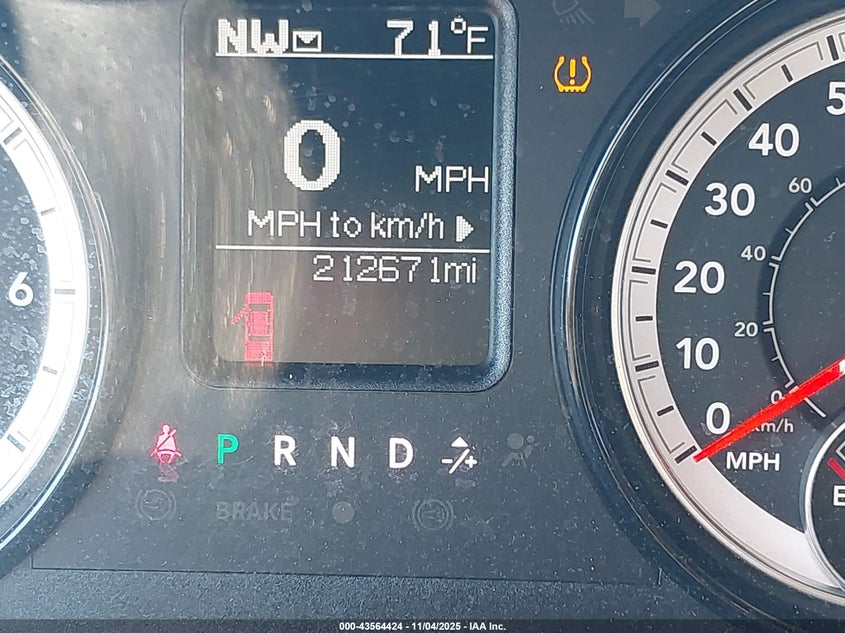 NW 71°F
0 MPH
MPH to km/h
212671mi
P R N D -/+
BRAKE
6
0
10
20
30
40
5
MPH
0
20
40
60
km/h
E
000-43564424 - 11/04/2025 - IAA Inc.